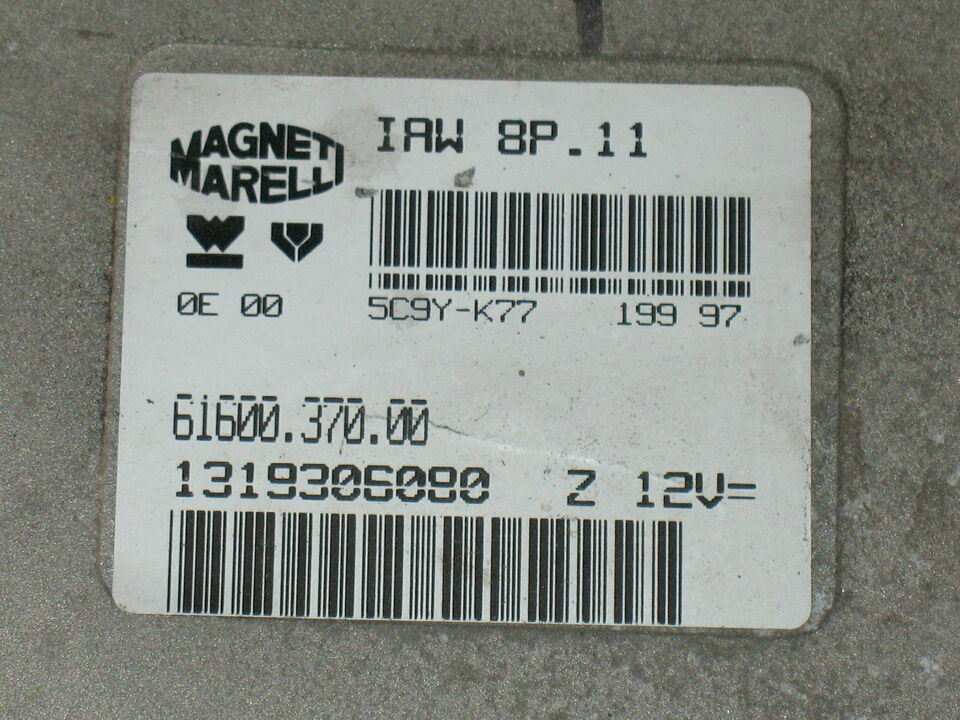 MAGNETI
MARELLI
IAW 8P.11
0E 00
5C9Y-K77 199 97
61600.370.00
1319306080 Z 12V=